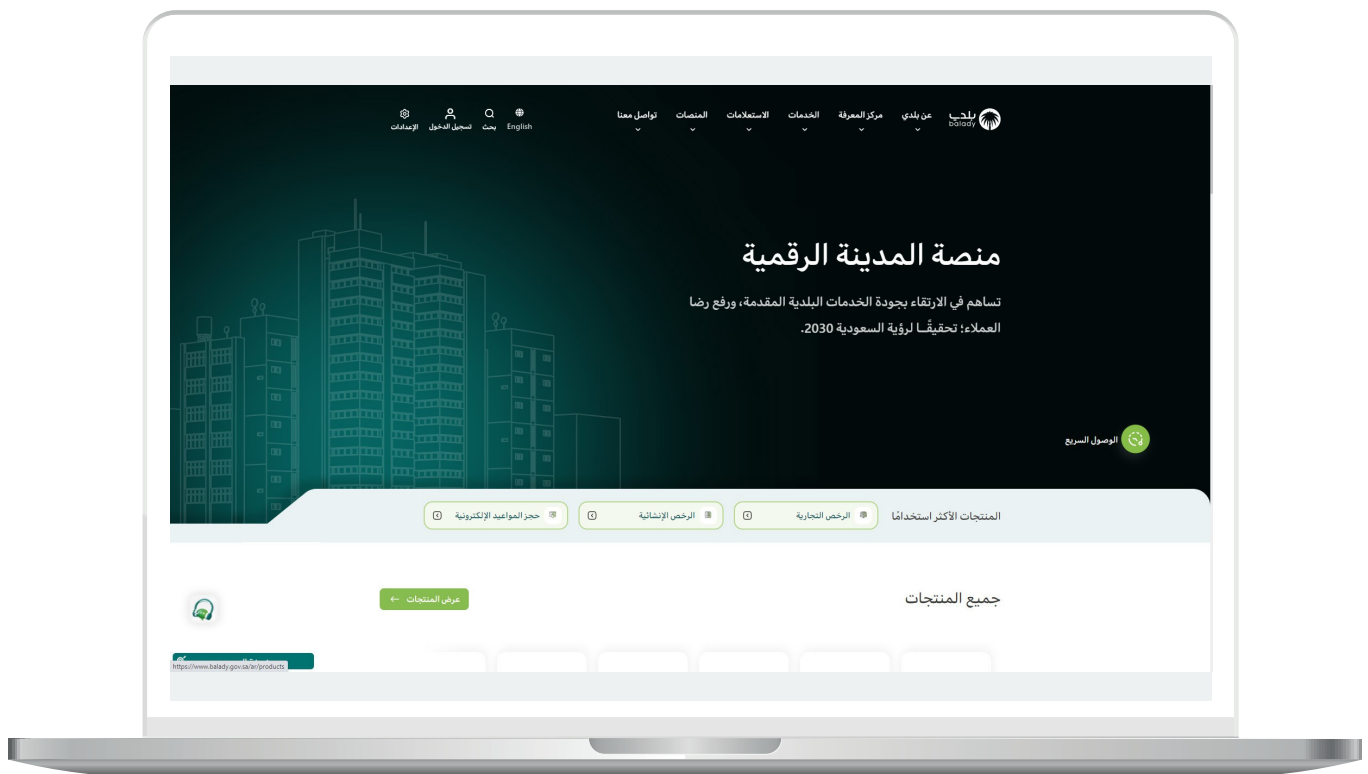 بلدي
balady
عن بلدي
مركز المعرفة
الخدمات
الاستعلامات
المنصات
تواصل معنا
English
بحث
تسجيل الدخول
الإعدادات
منصة المدينة الرقمية
تساهم في الارتقاء بجودة الخدمات البلدية المقدمة، ورفع رضا
العملاء؛ تحقيقًــا لرؤية السعودية 2030.
الوصول السريع
المنتجات الأكثر استخدامًا
الرخص التجارية
الرخص الإنشائية
حجز المواعيد الإلكترونية
جميع المنتجات
عرض المنتجات
https://www.balady.gov.sa/ar/products